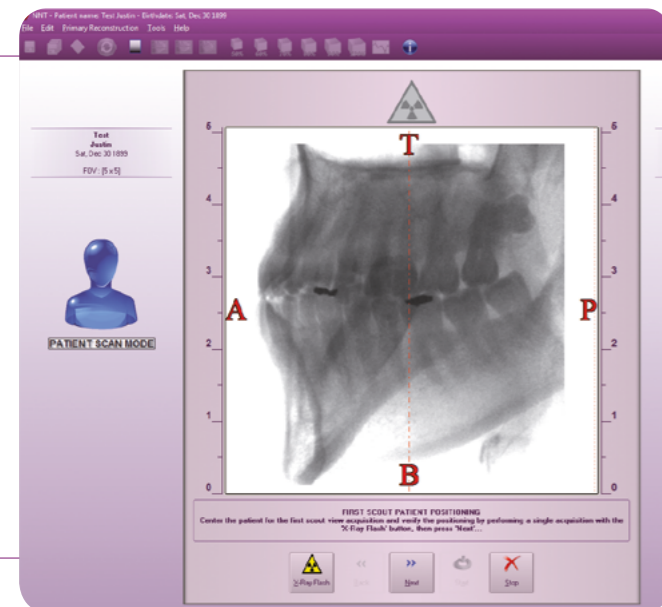 NNT - Patient name: Test Justin - Birthdate: Sat, Dec 30 1899
File Edit Primary Reconstruction Tools Help
Test
Justin
Sat, Dec 30 1899
FOV: (5 x 5)
PATIENT SCAN MODE
T
5 5
4 4
3 3
A P
2 2
1 1
B
0 0
FIRST SCOUT PATIENT POSITIONING
Center the patient for the first scout view acquisition and verify the positioning by performing a single acquisition with the
'X-Ray Flash' button, then press 'Next'...
X-Ray Flash Next Stop